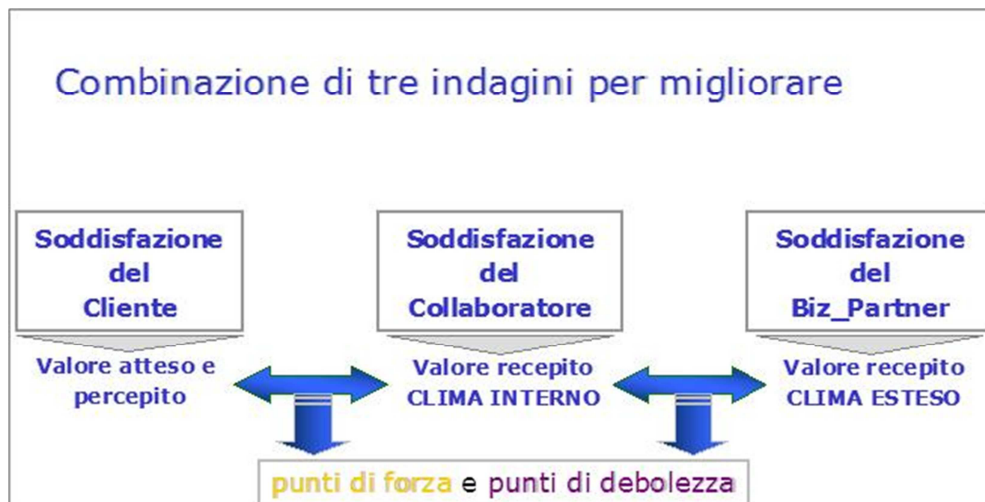 Combinazione di tre indagini per migliorare
Soddisfazione
del
Cliente
Valore atteso e
percepito
Soddisfazione
del
Collaboratore
Valore recepito
CLIMA INTERNO
Soddisfazione
del
Biz_Partner
Valore recepito
CLIMA ESTESO
punti di forza e punti di debolezza